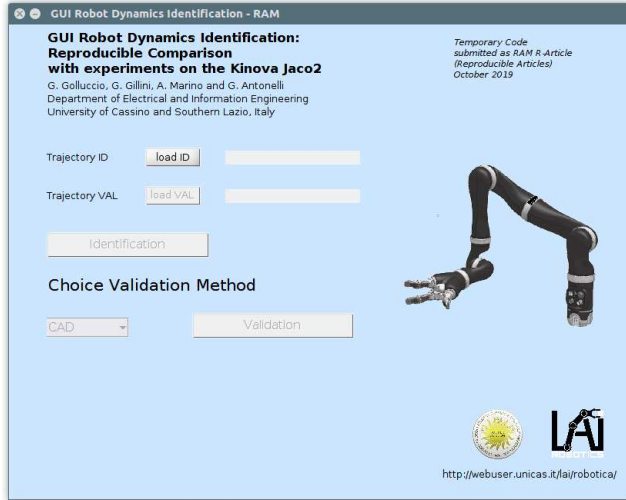 GUI Robot Dynamics Identification - RAM
GUI Robot Dynamics Identification:
Reproducible Comparison
with experiments on the Kinova Jaco2
G. Golluccio, G. Gillini, A. Marino and G. Antonelli
Department of Electrical and Information Engineering
University of Cassino and Southern Lazio, Italy
Temporary Code
submitted as RAM R-Article
(Reproducible Articles)
October 2019
Trajectory ID
load ID
Trajectory VAL
load VAL
Identification
Choice Validation Method
CAD
Validation
LAI
ROBOTICS
http://webuser.unicas.it/lai/robotica/